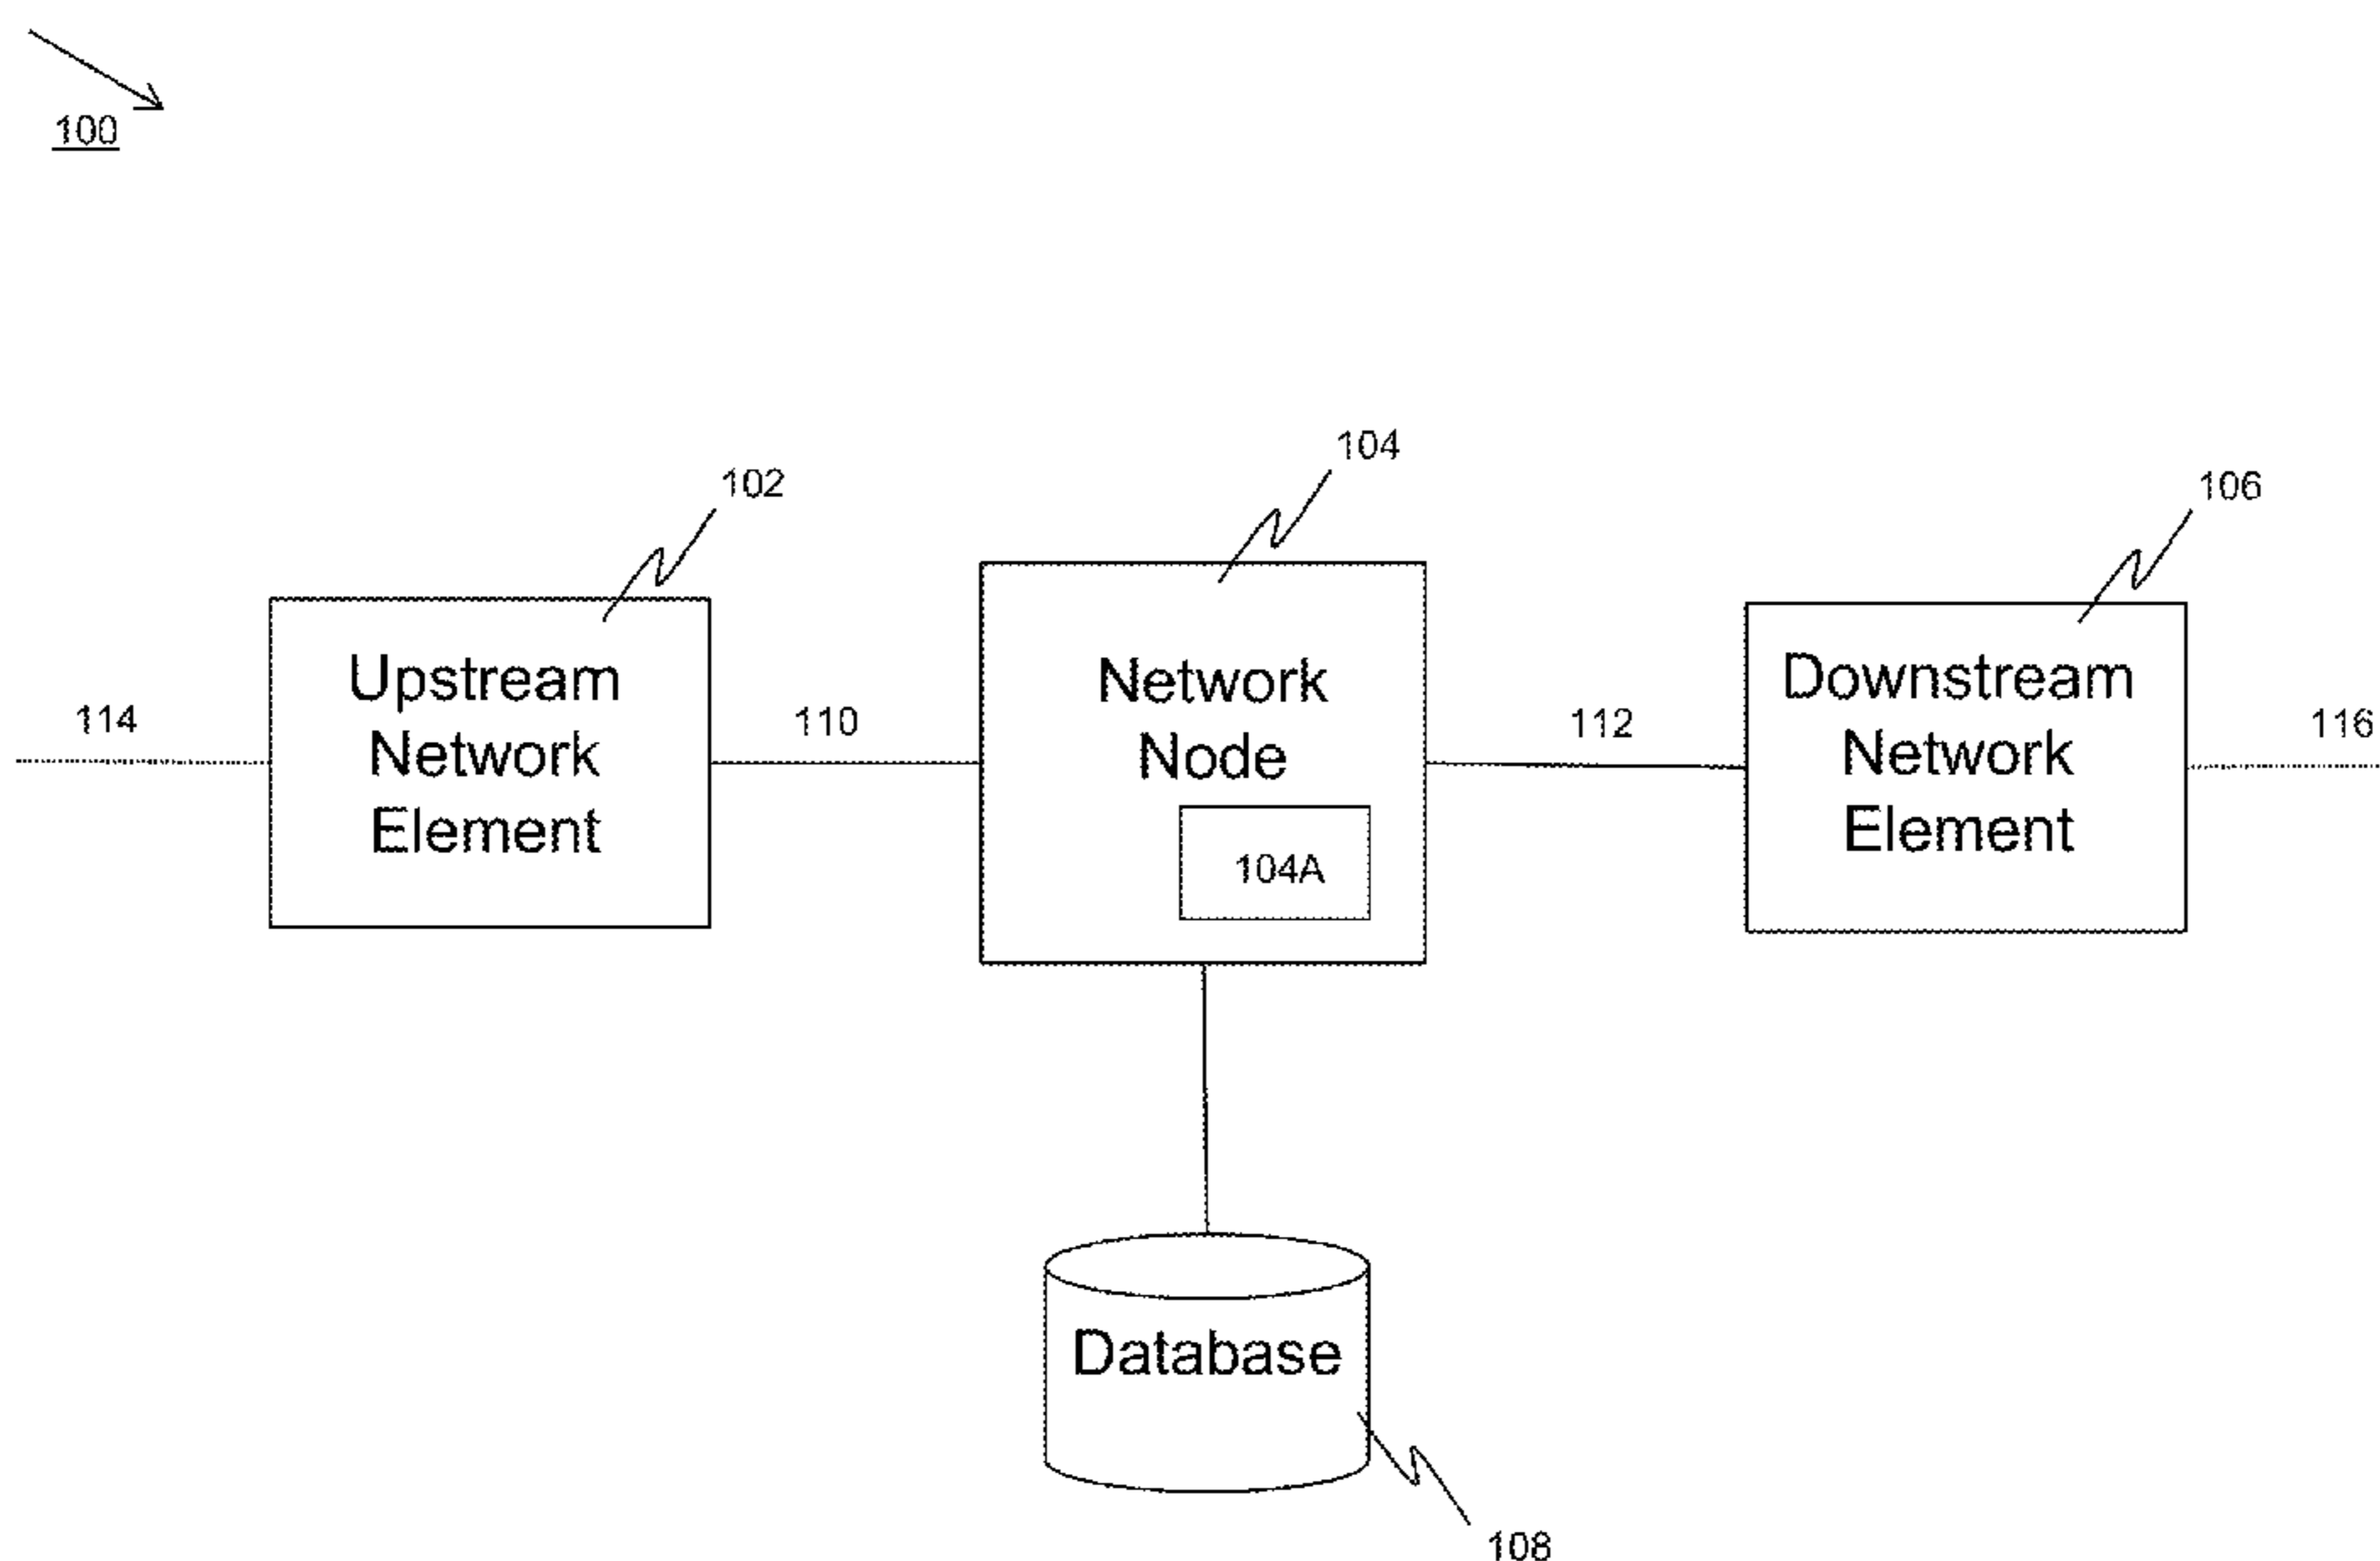 100
102
104
106
Upstream
Network
Element
Network
Node
Downstream
Network
Element
114
110
112
116
104A
Database
108